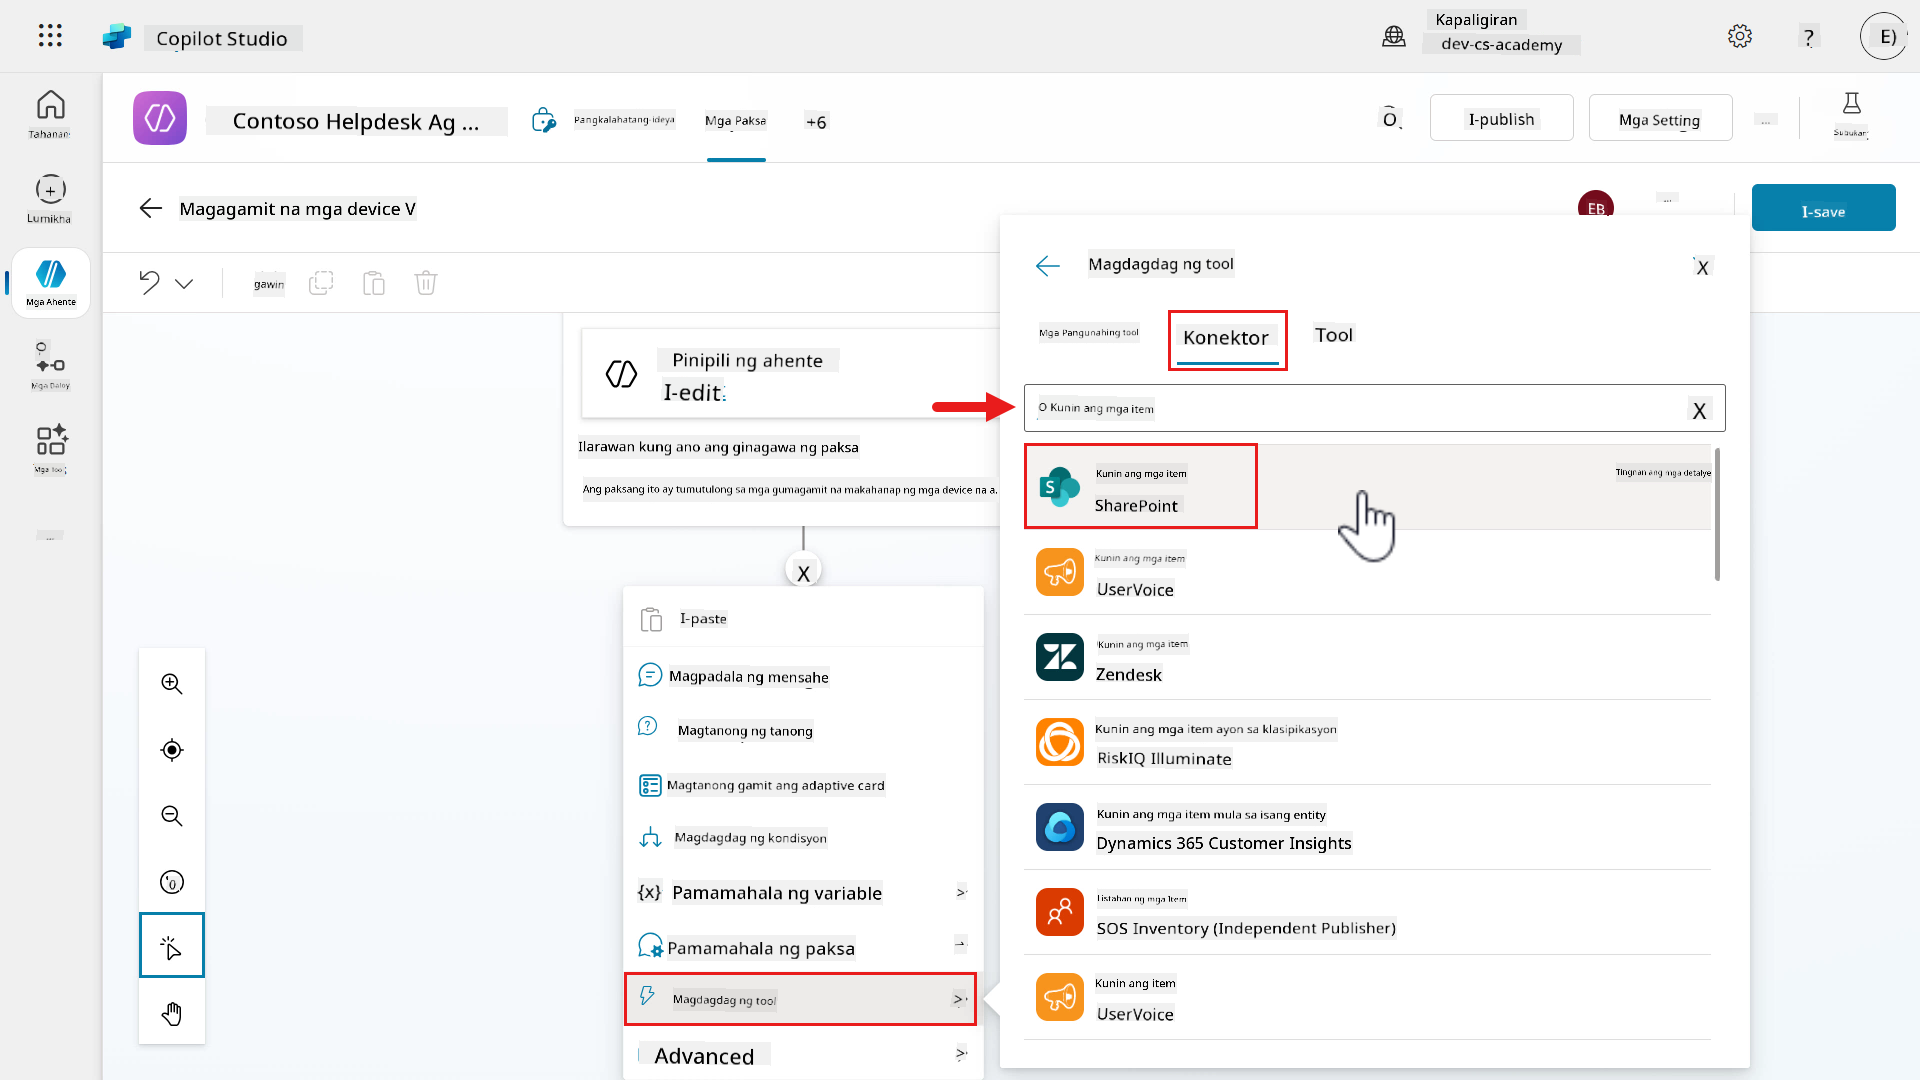 Copilot Studio
Kapaligiran
dev-cs-academy
?
E)
Tahanan
Lumikha
Mga Ahente
Mga Daloy
Mga Tool
...
Contoso Helpdesk Ag ...
Pangkalahatang-ideya
Mga Paksa
+6
I-publish
Mga Setting
...
Subukan
Magagamit na mga device V
EB
...
I-save
gawin
Pinipili ng ahente
I-edit
Ilarawan kung ano ang ginagawa ng paksa
Ang paksang ito ay tumutulong sa mga gumagamit na makahanap ng mga device na a.
X
I-paste
Magpadala ng mensahe
Magtanong ng tanong
Magtanong gamit ang adaptive card
Magdagdag ng kondisyon
{x} Pamamahala ng variable >
Pamamahala ng paksa
Magdagdag ng tool >
Advanced >
Magdagdag ng tool
X
Mga Pangunahing tool
Konektor
Tool
O Kunin ang mga item
X
Kunin ang mga item
SharePoint
Tingnan ang mga detalye
Kunin ang mga item
UserVoice
Kunin ang mga item
Zendesk
Kunin ang mga item ayon sa klasipikasyon
RiskIQ Illuminate
Kunin ang mga item mula sa isang entity
Dynamics 365 Customer Insights
Listahan ng mga Item
SOS Inventory (Independent Publisher)
Kunin ang item
UserVoice